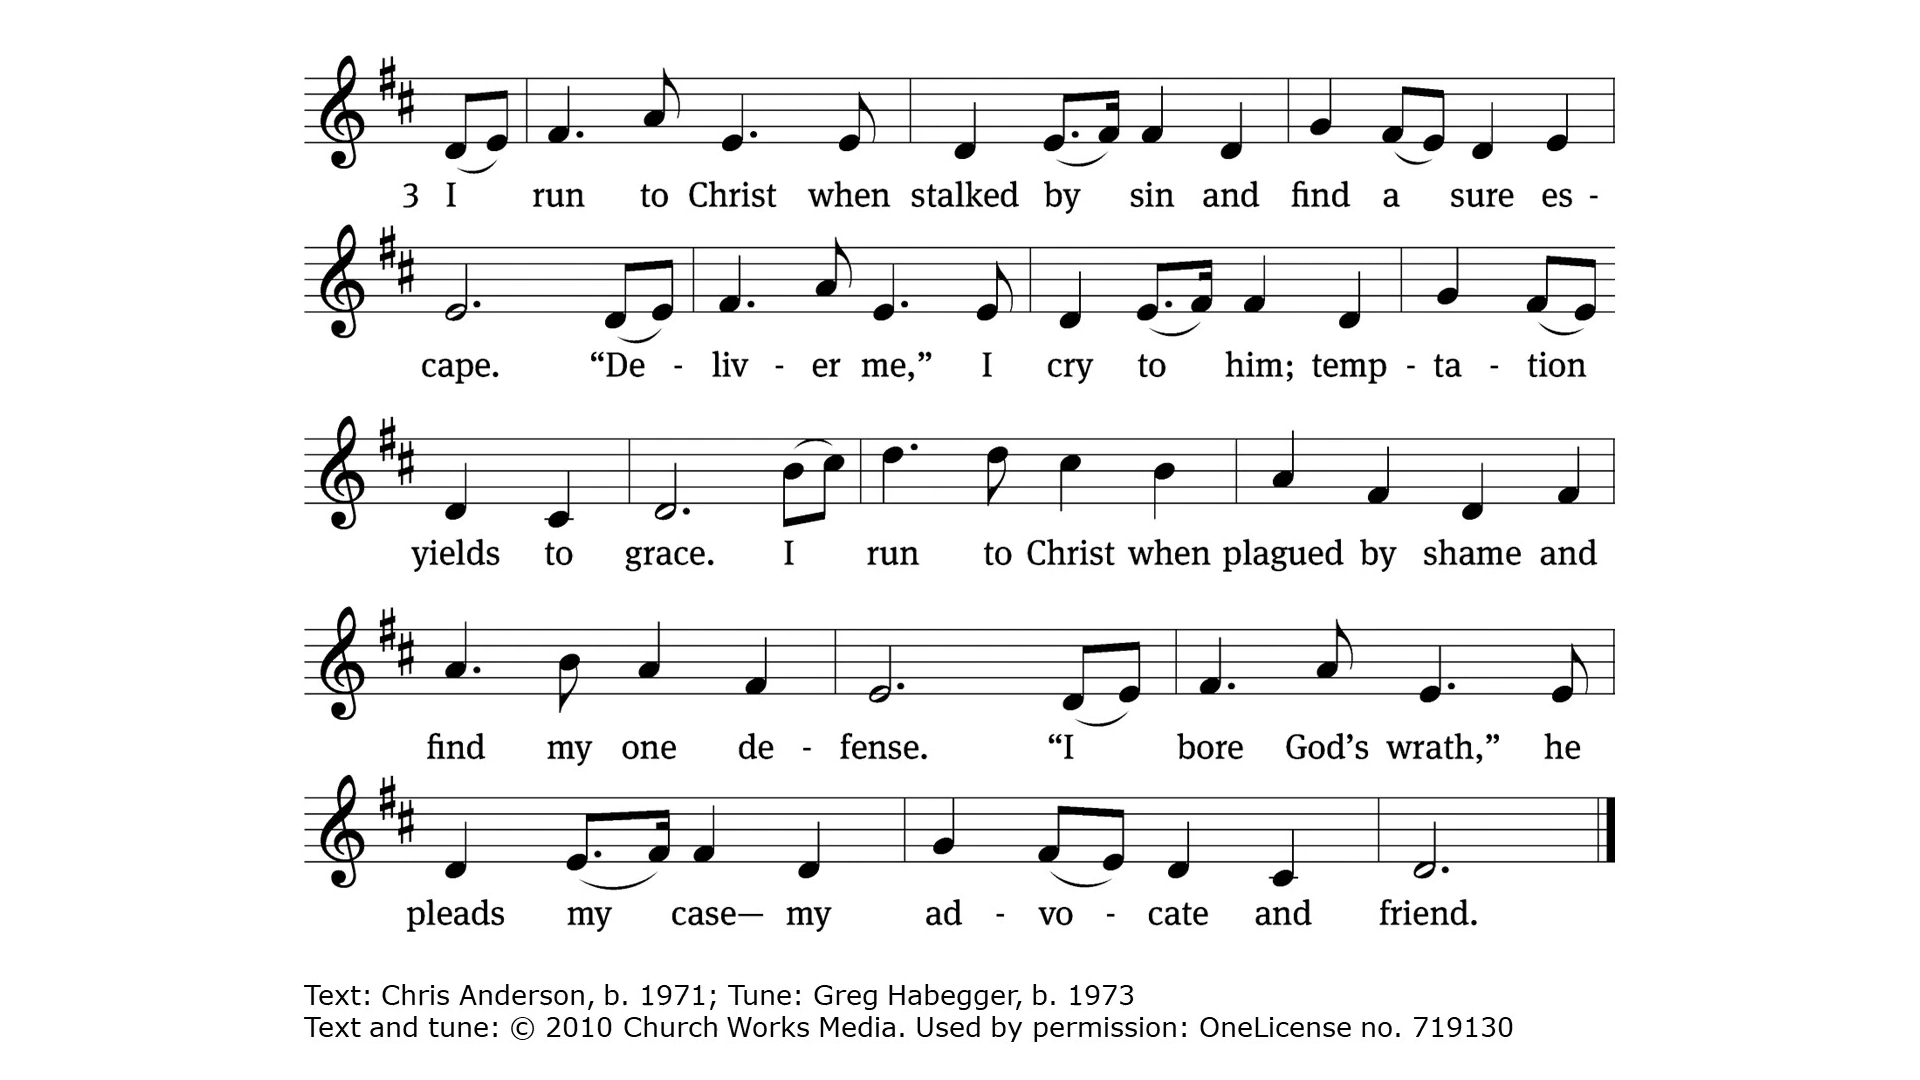 3 I run to Christ when stalked by sin and find a sure es -
cape. “De - liv - er me,” I cry to him; temp - ta - tion
yields to grace. I run to Christ when plagued by shame and
find my one de - fense. “I bore God’s wrath,” he
pleads my case— my ad - vo - cate and friend.
Text: Chris Anderson, b. 1971; Tune: Greg Habegger, b. 1973
Text and tune: © 2010 Church Works Media. Used by permission: OneLicense no. 719130